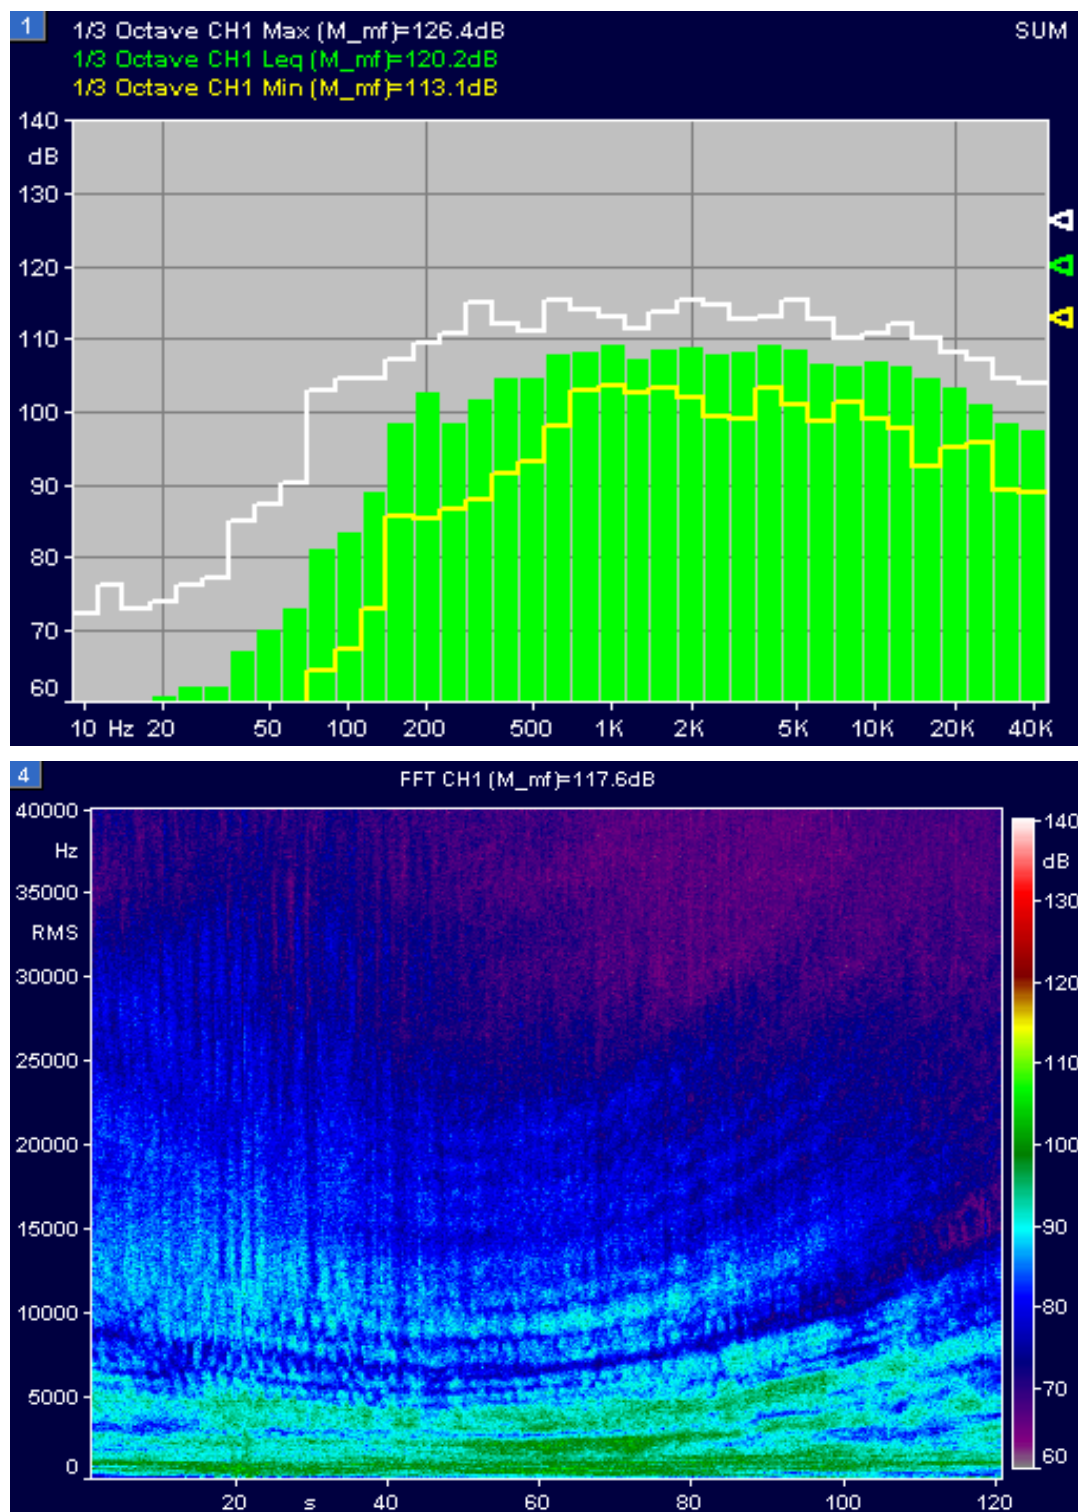 1
1/3 Octave CH1 Max (M_mf)=126.4dB SUM
1/3 Octave CH1 Leq (M_mf)=120.2dB
1/3 Octave CH1 Min (M_mf)=113.1dB
140
dB
130
120
110
100
90
80
70
60
10 Hz 20 50 100 200 500 1K 2K 5K 10K 20K 40K
4
FFT CH1 (M_mf)=117.6dB
40000
Hz
35000
RMS
30000
25000
20000
15000
10000
5000
0
140
dB
130
120
110
100
90
80
70
60
20 s 40 60 80 100 120